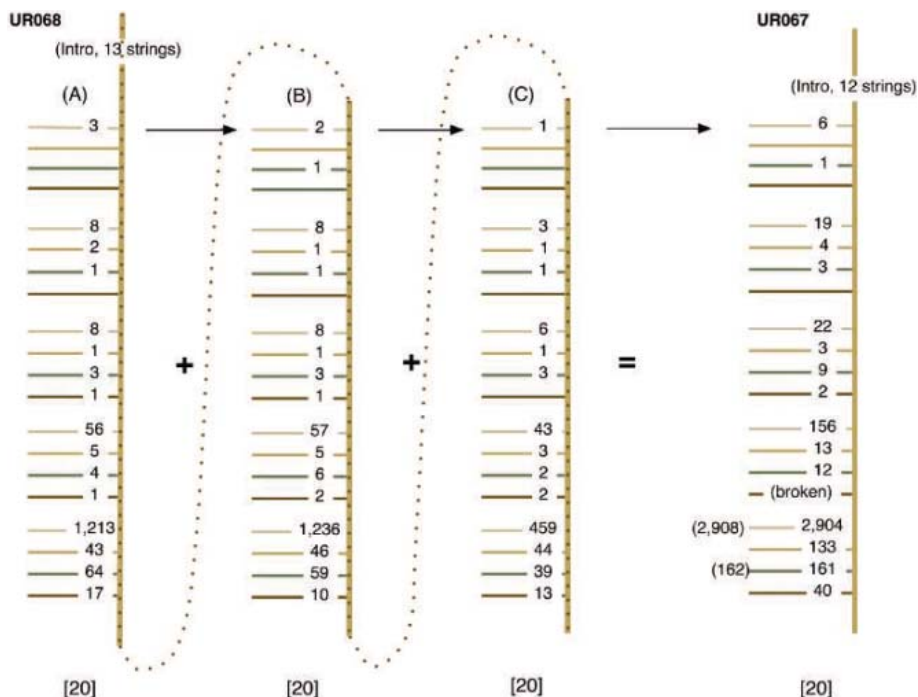 UR068
UR067
(Intro, 13 strings)
(Intro, 12 strings)
(A) (B) (C)
3 2 1 6
1 1
8 8 3 19
2 1 1 4
1 1 1 3
8 8 6 22
1 1 1 3
+ + =
3 3 3 9
1 1 2
56 57 43 156
5 5 3 13
4 6 2 12
1 2 2 (broken)
1,213 1,236 459 (2,908) 2,904
43 46 44 133
64 59 39 (162) 161
17 10 13 40
[20] [20] [20] [20]